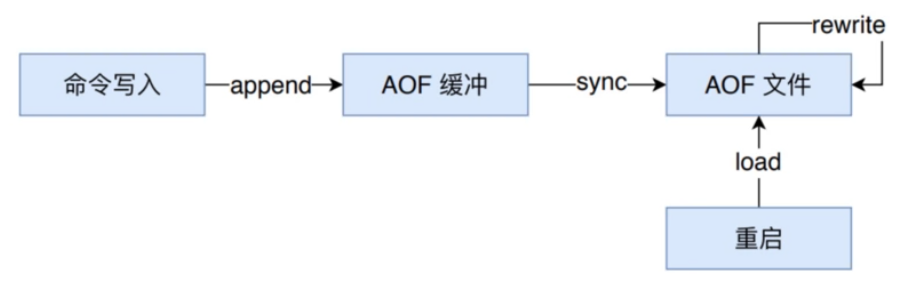 rewrite
命令写入
append
AOF 缓冲
sync
AOF 文件
load
重启